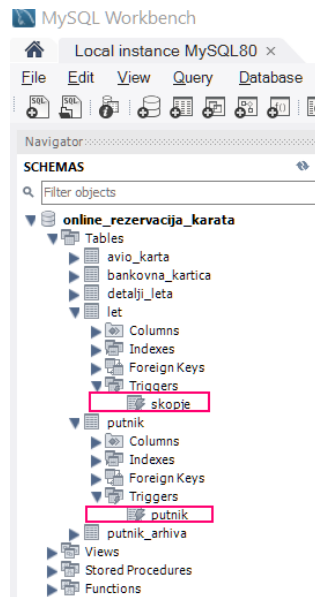 MySQL Workbench
Local instance MySQL80 ×
File Edit View Query Database
SQL SQL
Navigator
SCHEMAS
Filter objects
online_rezervacija_karata
Tables
avio_karta
bankovna_kartica
detalji_leta
let
Columns
Indexes
Foreign Keys
Triggers
skopje
putnik
Columns
Indexes
Foreign Keys
Triggers
putnik
putnik_arhiva
Views
Stored Procedures
Functions